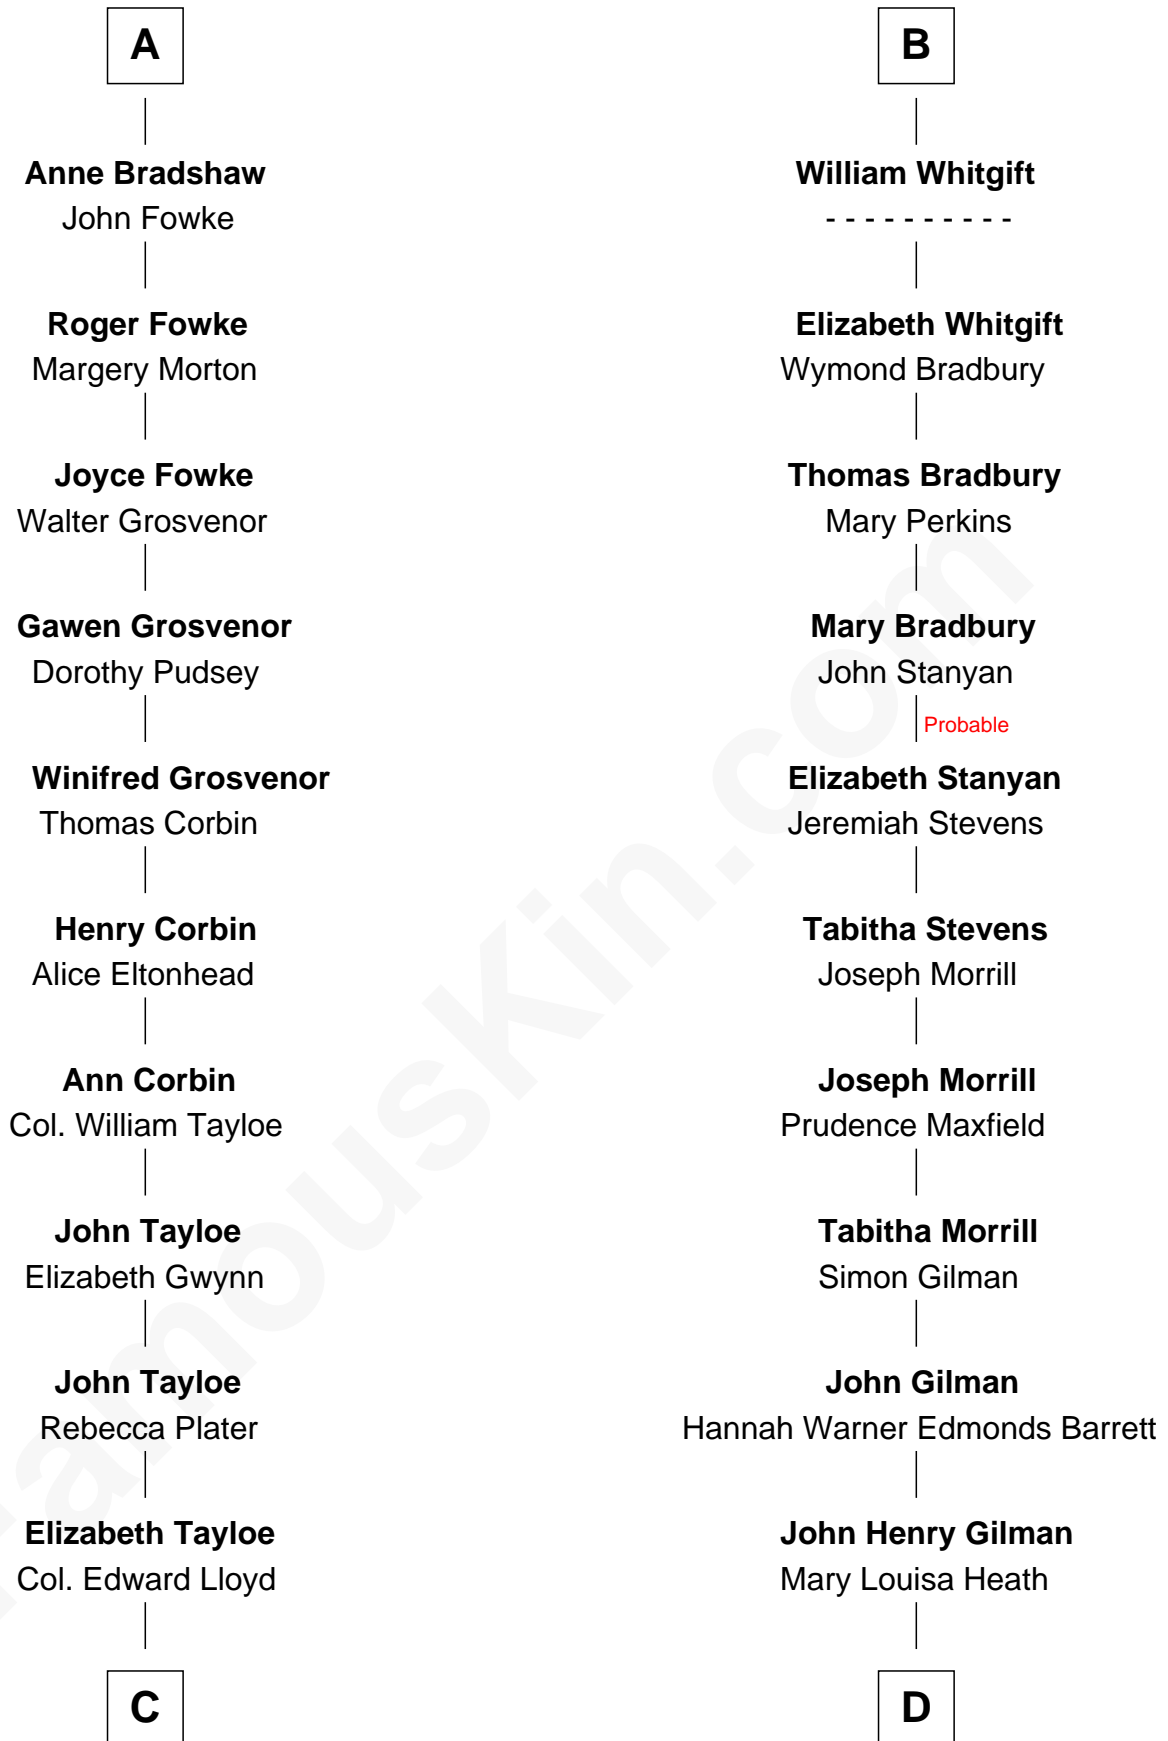 A
Anne Bradshaw
John Fowke
Roger Fowke
Margery Morton
Joyce Fowke
Walter Grosvenor
Gawen Grosvenor
Dorothy Pudsey
Winifred Grosvenor
Thomas Corbin
Henry Corbin
Alice Eltonhead
Ann Corbin
Col. William Tayloe
John Tayloe
Elizabeth Gwynn
John Tayloe
Rebecca Plater
Elizabeth Tayloe
Col. Edward Lloyd
C
B
William Whitgift
- - - - - - - - - -
Elizabeth Whitgift
Wymond Bradbury
Thomas Bradbury
Mary Perkins
Mary Bradbury
John Stanyan
Probable
Elizabeth Stanyan
Jeremiah Stevens
Tabitha Stevens
Joseph Morrill
Joseph Morrill
Prudence Maxfield
Tabitha Morrill
Simon Gilman
John Gilman
Hannah Warner Edmonds Barrett
John Henry Gilman
Mary Louisa Heath
D
FamousKin.com